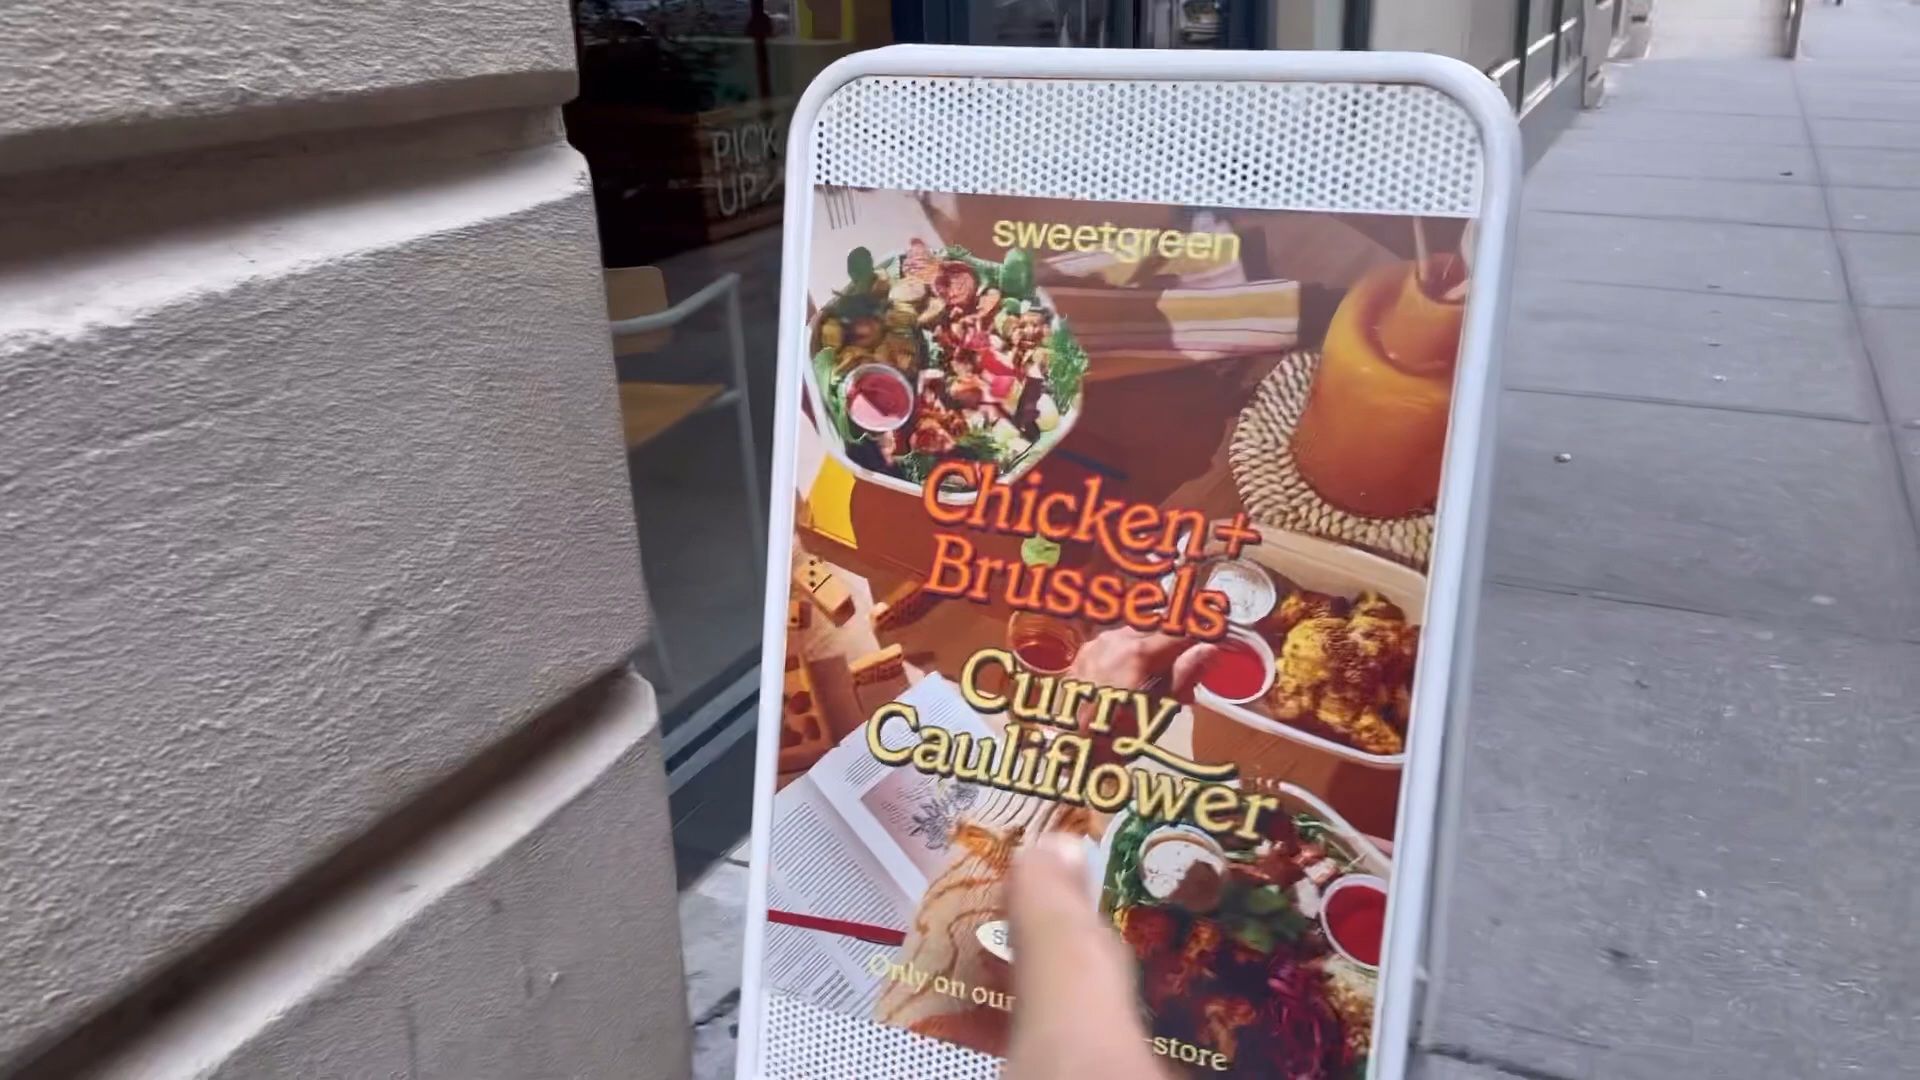 PICK
UP
sweetgreen
Chicken+
Brussels
Curry
Cauliflower
Only on our
-store